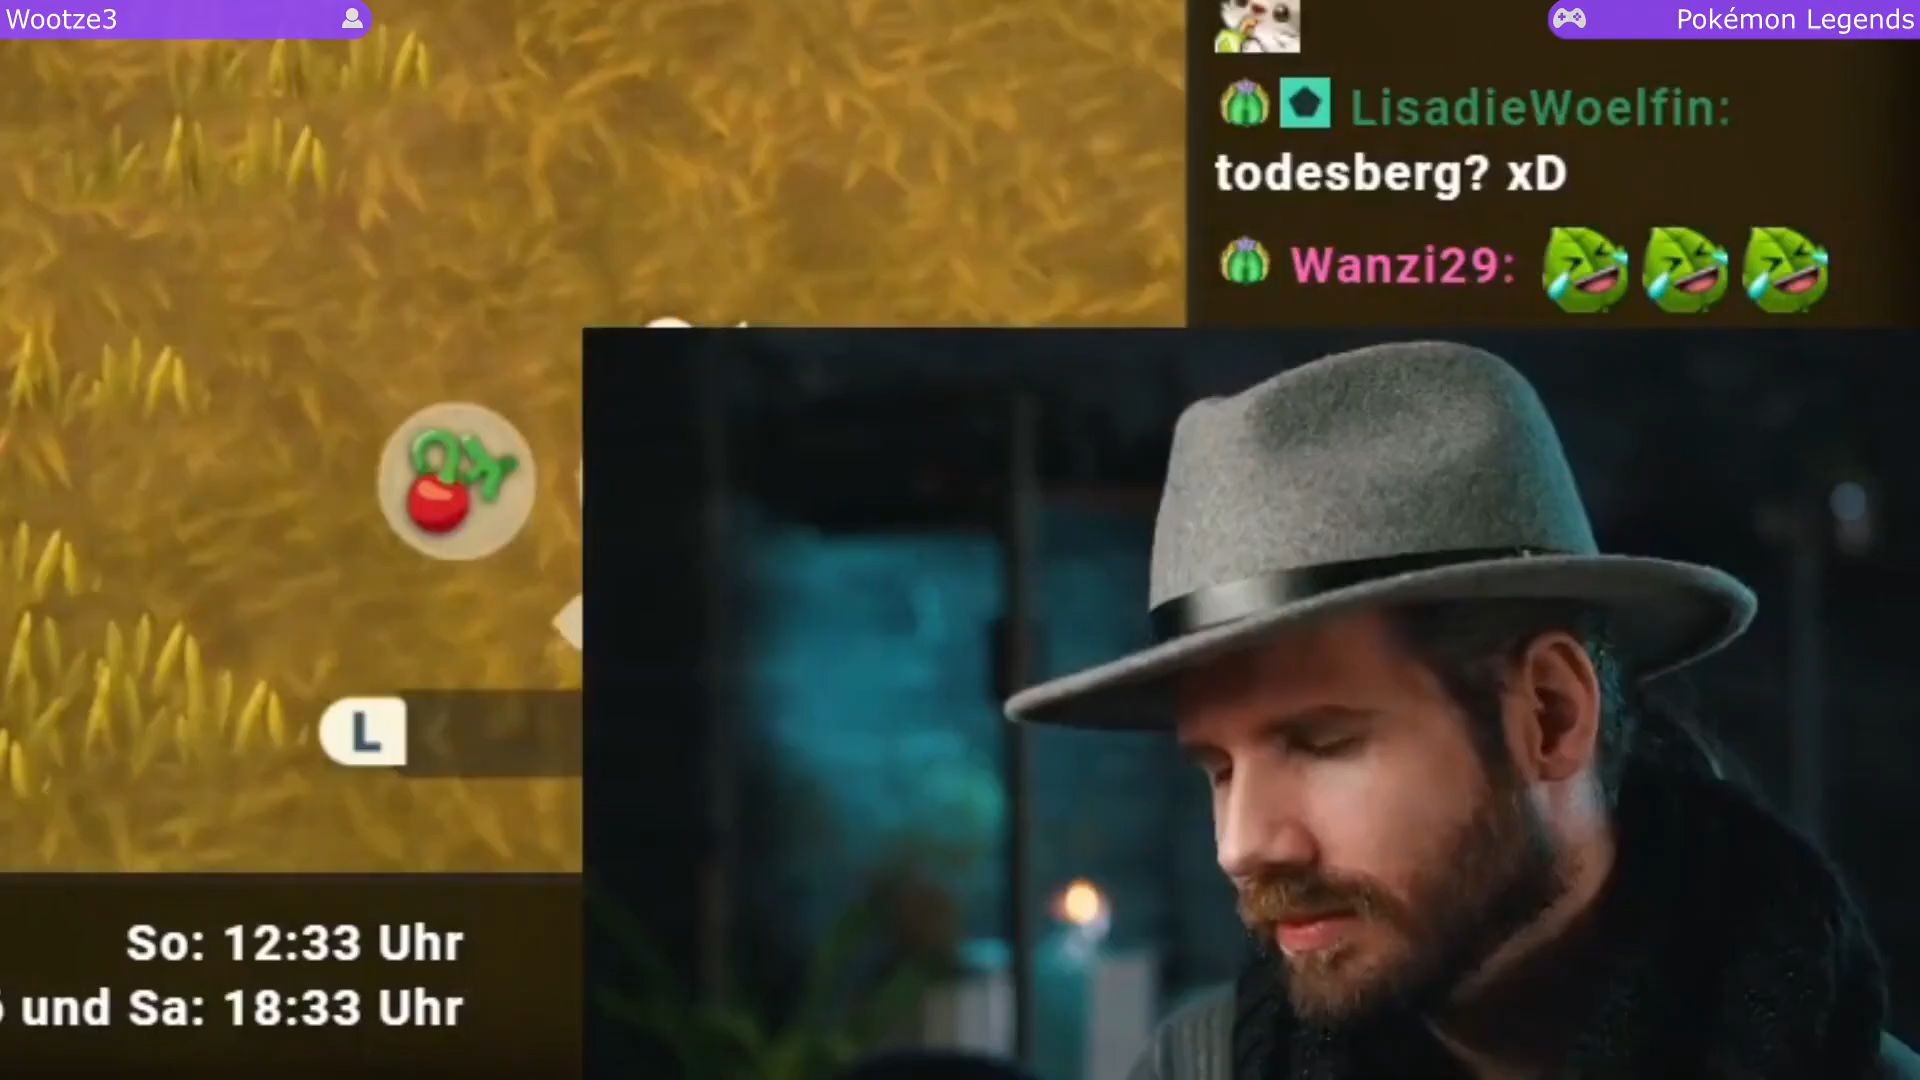 Wootze3
Pokémon Legends
LisadieWoelfin:
todesberg? xD
Wanzi29:
L
So: 12:33 Uhr
und Sa: 18:33 Uhr